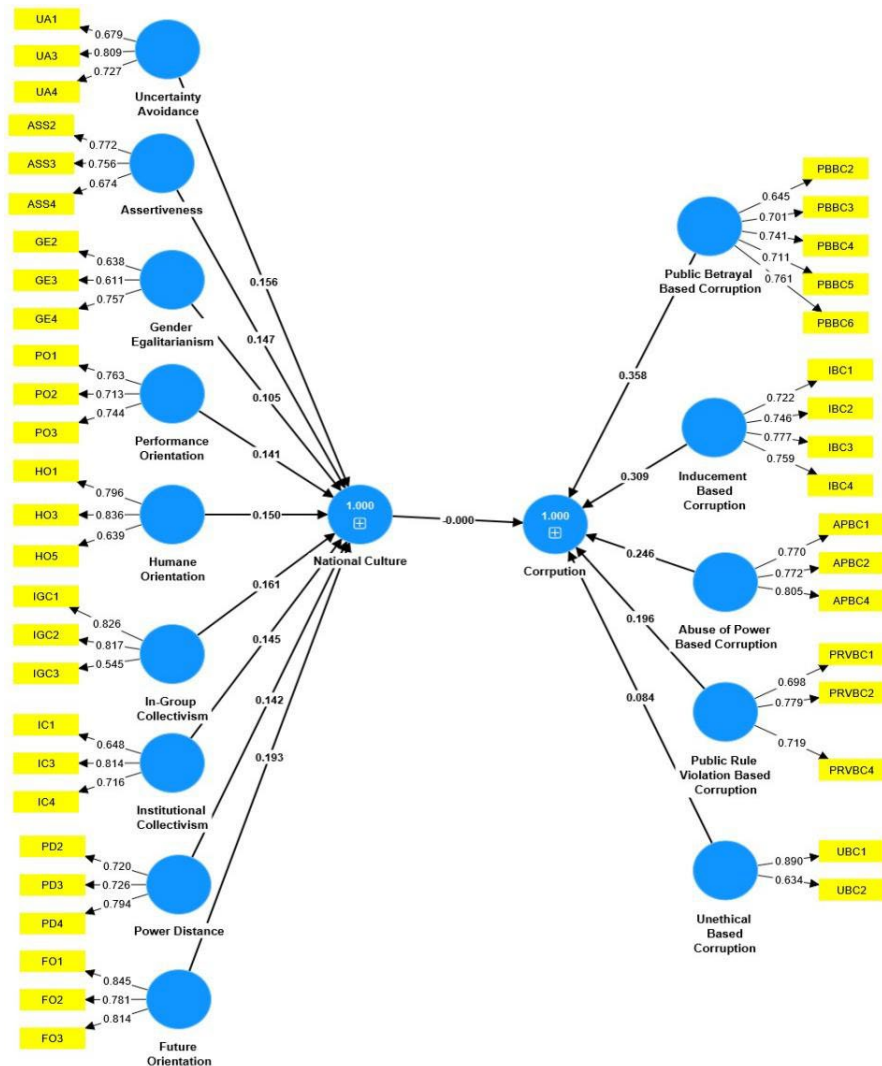 UA1
0.679
UA3
0.809
UA4
0.727
Uncertainty
Avoidance
ASS2
0.772
ASS3
0.756
ASS4
0.674
Assertiveness
GE2
0.638
GE3
0.611
GE4
0.757
Gender
Egalitarianism
PO1
0.763
PO2
0.713
PO3
0.744
Performance
Orientation
HO1
0.796
HO3
0.836
HO5
0.639
Humane
Orientation
IGC1
0.826
IGC2
0.817
IGC3
0.545
In-Group
Collectivism
IC1
0.648
IC3
0.814
IC4
0.716
Institutional
Collectivism
PD2
0.720
PD3
0.726
PD4
0.794
Power Distance
FO1
0.845
FO2
0.781
FO3
0.814
Future
Orientation
0.156
0.147
0.105
0.141
0.150
0.161
0.145
0.142
0.193
1.000
National Culture
-0.000
1.000
Corrpution
0.358
0.309
0.246
0.196
0.084
PBBC2
0.645
PBBC3
0.701
PBBC4
0.741
PBBC5
0.711
PBBC6
0.761
Public Betrayal
Based Corruption
IBC1
0.722
IBC2
0.746
IBC3
0.777
IBC4
0.759
Inducement
Based
Corruption
APBC1
0.770
APBC2
0.772
APBC4
0.805
Abuse of Power
Based Corruption
PRVBC1
0.698
PRVBC2
0.779
PRVBC4
0.719
Public Rule
Violation Based
Corruption
UBC1
0.890
UBC2
0.634
Unethical
Based
Corruption